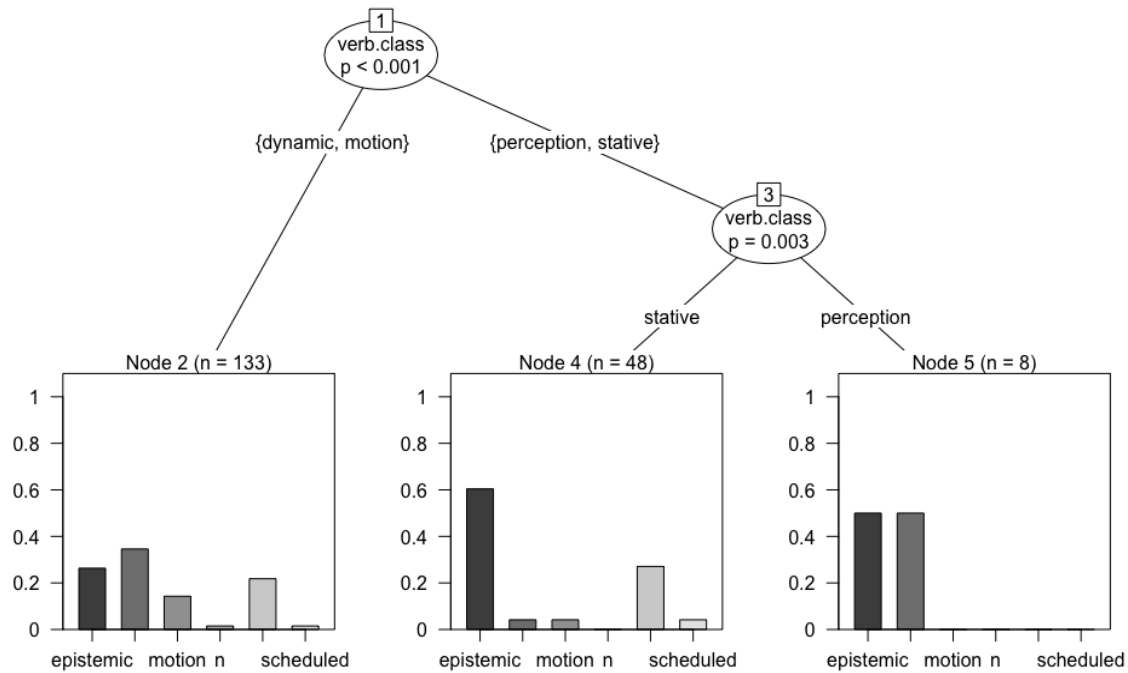 1
verb.class
p < 0.001
{dynamic, motion}
{perception, stative}
3
verb.class
p = 0.003
stative
perception
Node 2 (n = 133)
1
0.8
0.6
0.4
0.2
0
epistemic motion n scheduled
Node 4 (n = 48)
1
0.8
0.6
0.4
0.2
0
epistemic motion n scheduled
Node 5 (n = 8)
1
0.8
0.6
0.4
0.2
0
epistemic motion n scheduled